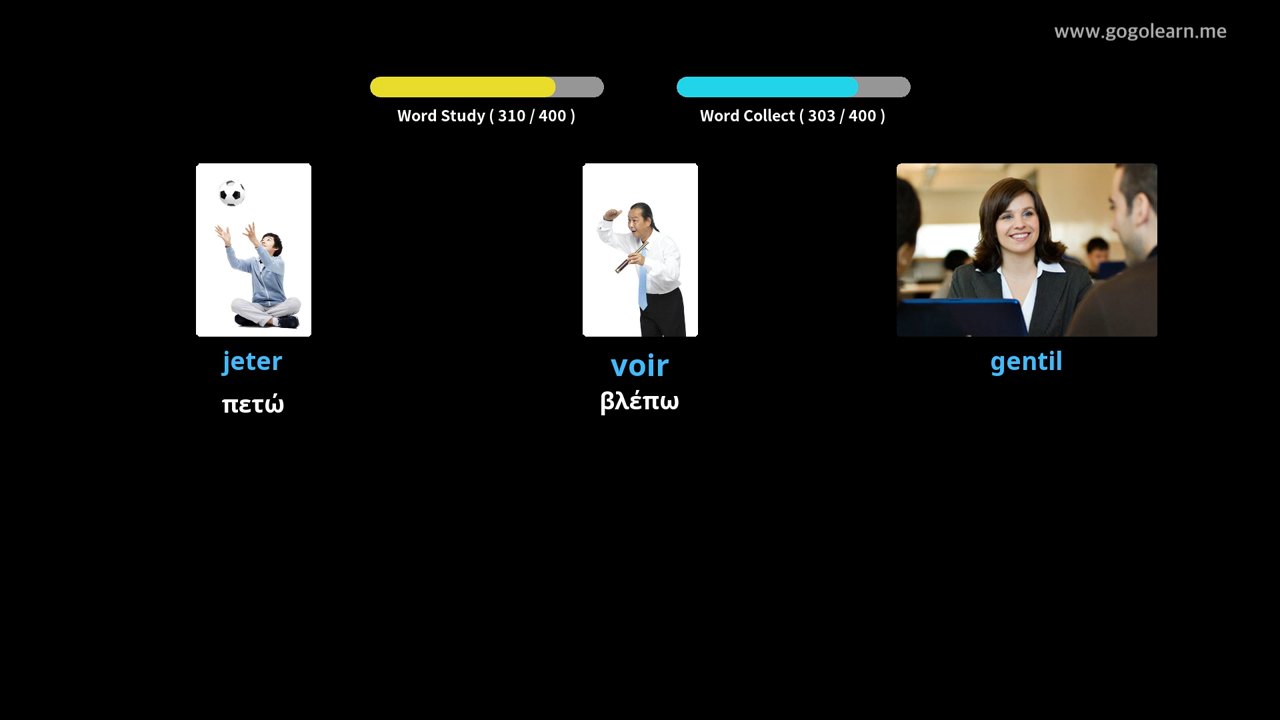 www.gogolearn.me
Word Study ( 310 / 400 )
Word Collect ( 303 / 400 )
jeter
voir
gentil
πετώ
βλέπω